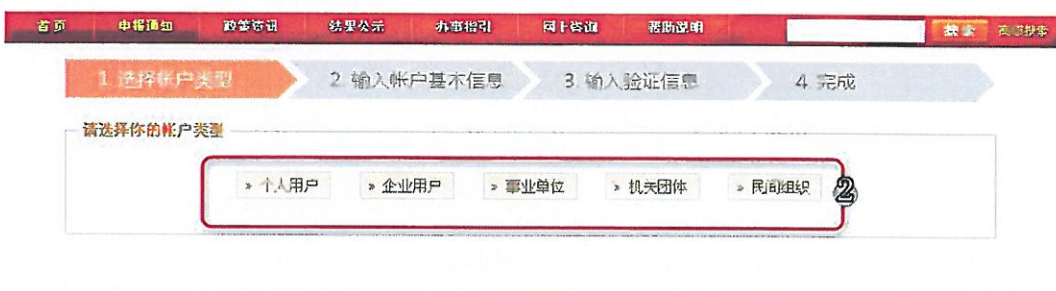 首页 申报通知 政策资讯 结果公示 办事指引 网上咨询 帮助说明 搜索 高级搜索
1 选择帐户类型 2 输入帐户基本信息 3. 输入验证信息 4 完成
请选择你的帐户类型
» 个人用户 » 企业用户 » 事业单位 » 机关团体 » 民间组织 ②